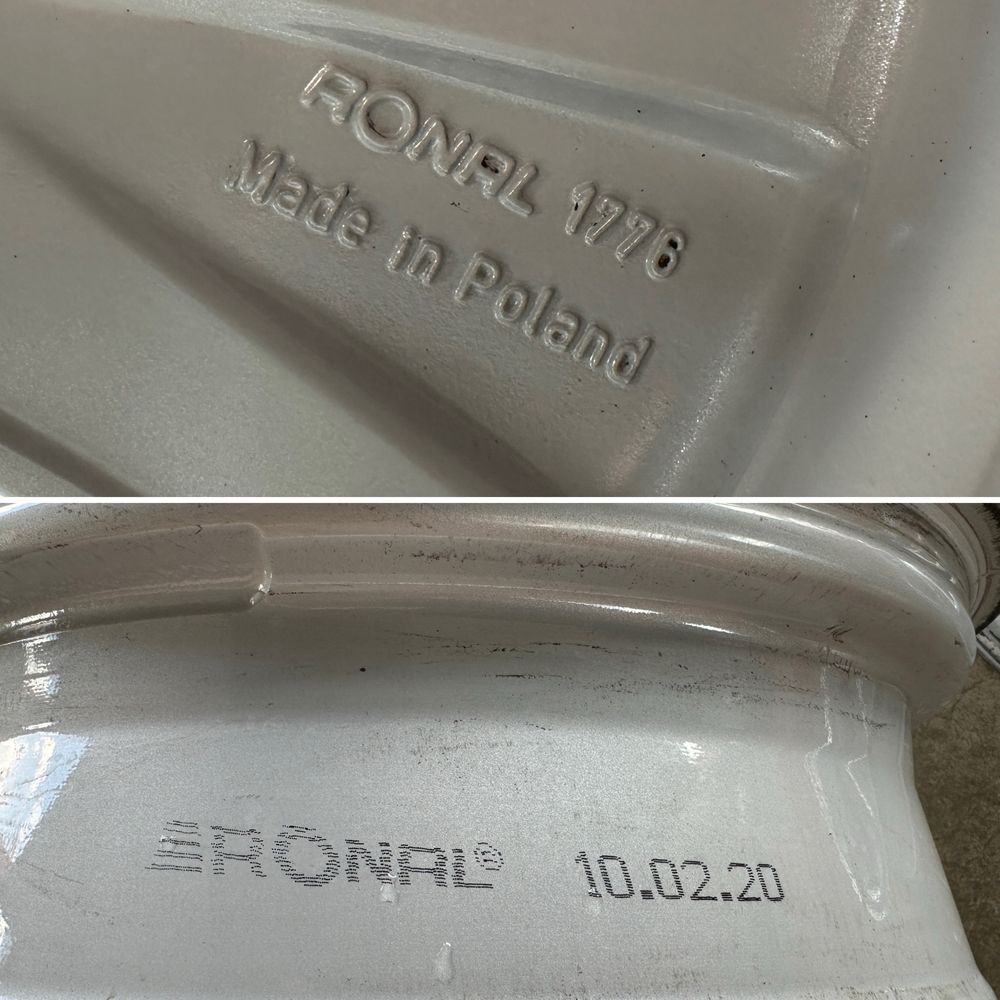 RONAL 1776
Made in Poland
RONAL® 10.02.20